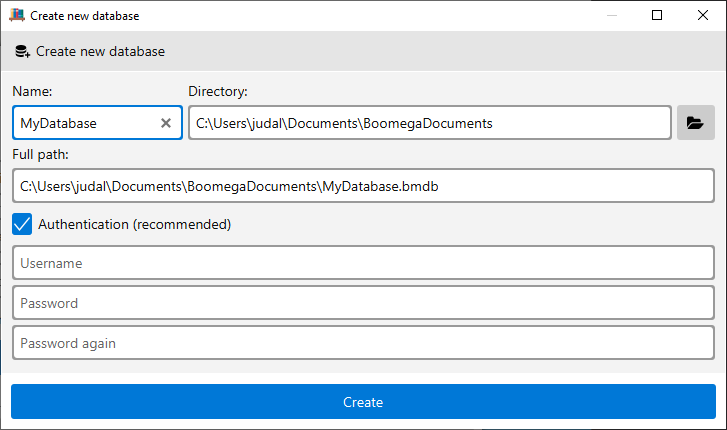 Create new database
Create new database
Name: Directory:
MyDatabase C:\Users\judal\Documents\BoomegaDocuments
Full path:
C:\Users\judal\Documents\BoomegaDocuments\MyDatabase.bmdb
Authentication (recommended)
Username
Password
Password again
Create